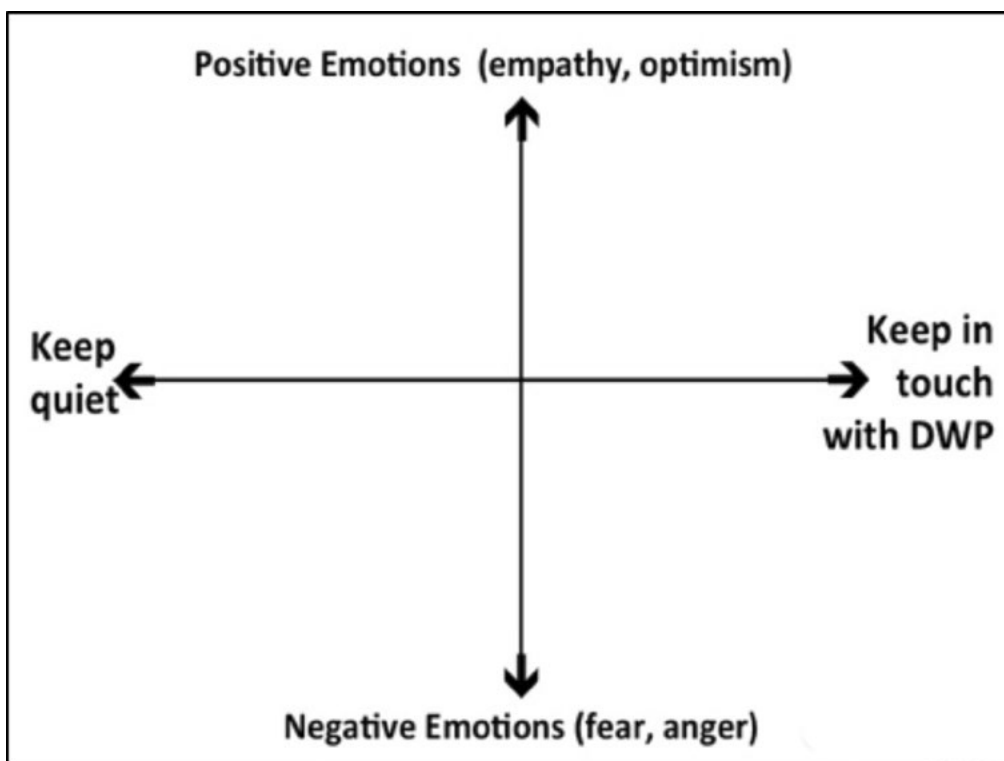 Positive Emotions (empathy, optimism)
Keep
quiet
Keep in
touch
with DWP
Negative Emotions (fear, anger)